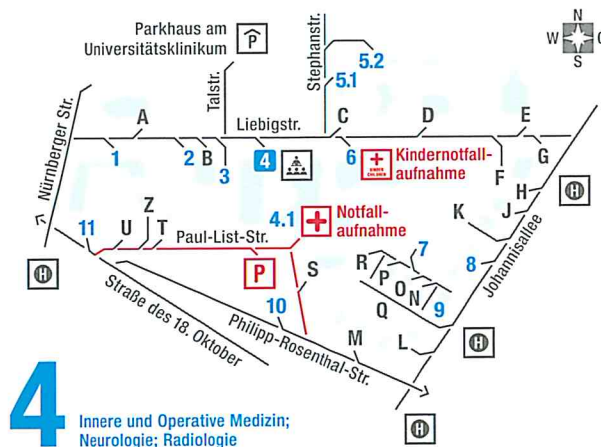 Parkhaus am
Universitätsklinikum
P
Stephanstr.
5.2
5.1
N
W
O
S
Nürnberger Str.
Talstr.
A
Liebigstr.
C
D
E
1
2
B
3
4
6
KINDER
CHILDREN
Kindernotfall-
aufnahme
F
G
H
J
K
H
Johannisallee
11
U
Z
T
Paul-List-Str.
4.1
Notfall-
aufnahme
P
S
R
P
O
N
7
8
9
Q
H
Straße des 18. Oktober
10
Philipp-Rosenthal-Str.
M
L
H
H
4
Innere und Operative Medizin;
Neurologie; Radiologie